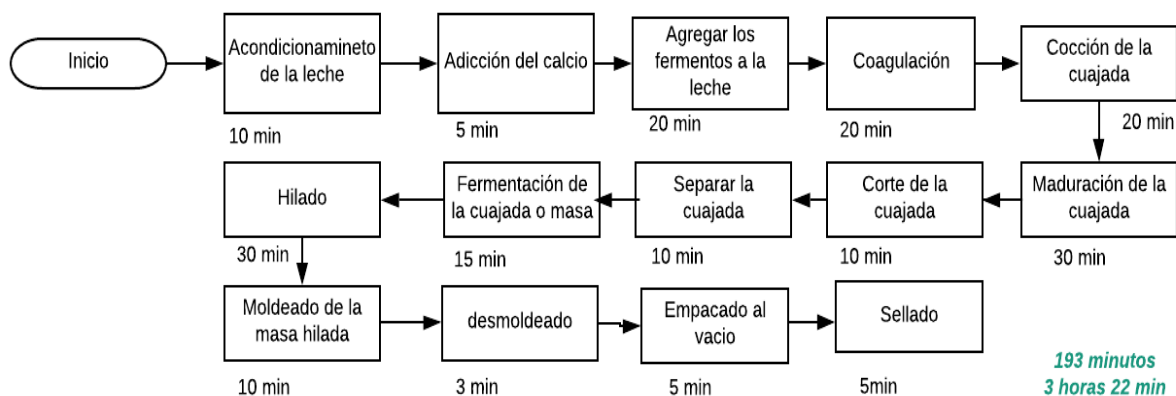 Inicio
Acondicionamineto
de la leche
10 min
Adicción del calcio
5 min
Agregar los
fermentos a la
leche
20 min
Coagulación
20 min
Cocción de la
cuajada
20 min
Maduración de la
cuajada
30 min
Corte de la
cuajada
10 min
Separar la
cuajada
10 min
Fermentación de
la cuajada o masa
15 min
Hilado
30 min
Moldeado de la
masa hilada
10 min
desmoldeado
3 min
Empacado al
vacio
5 min
Sellado
5min
193 minutos
3 horas 22 min